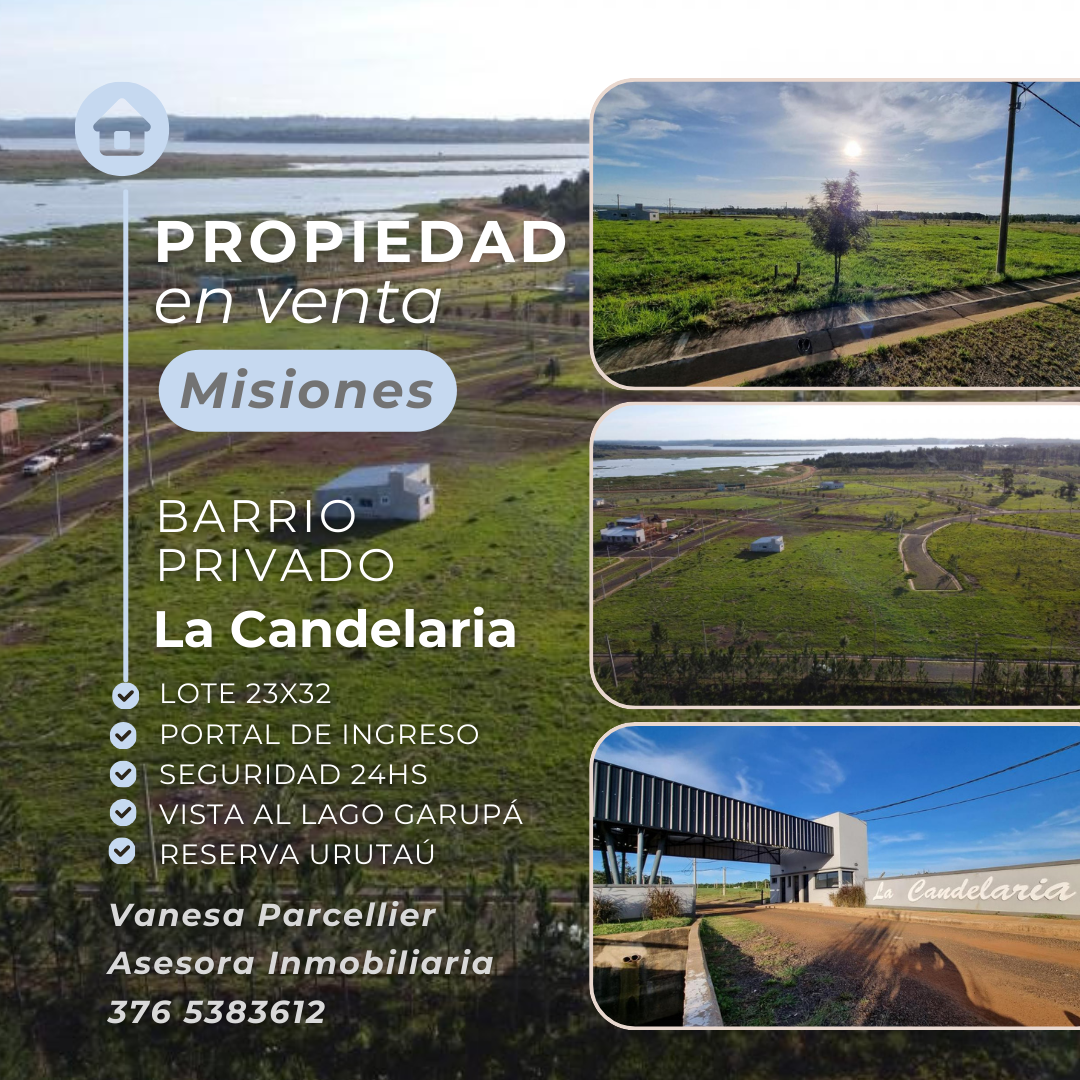 PROPIEDAD
en venta
Misiones
BARRIO
PRIVADO
La Candelaria
LOTE 23X32
PORTAL DE INGRESO
SEGURIDAD 24HS
VISTA AL LAGO GARUPÁ
RESERVA URUTAÚ
Vanesa Parcellier
Asesora Inmobiliaria
376 5383612
La Candelaria